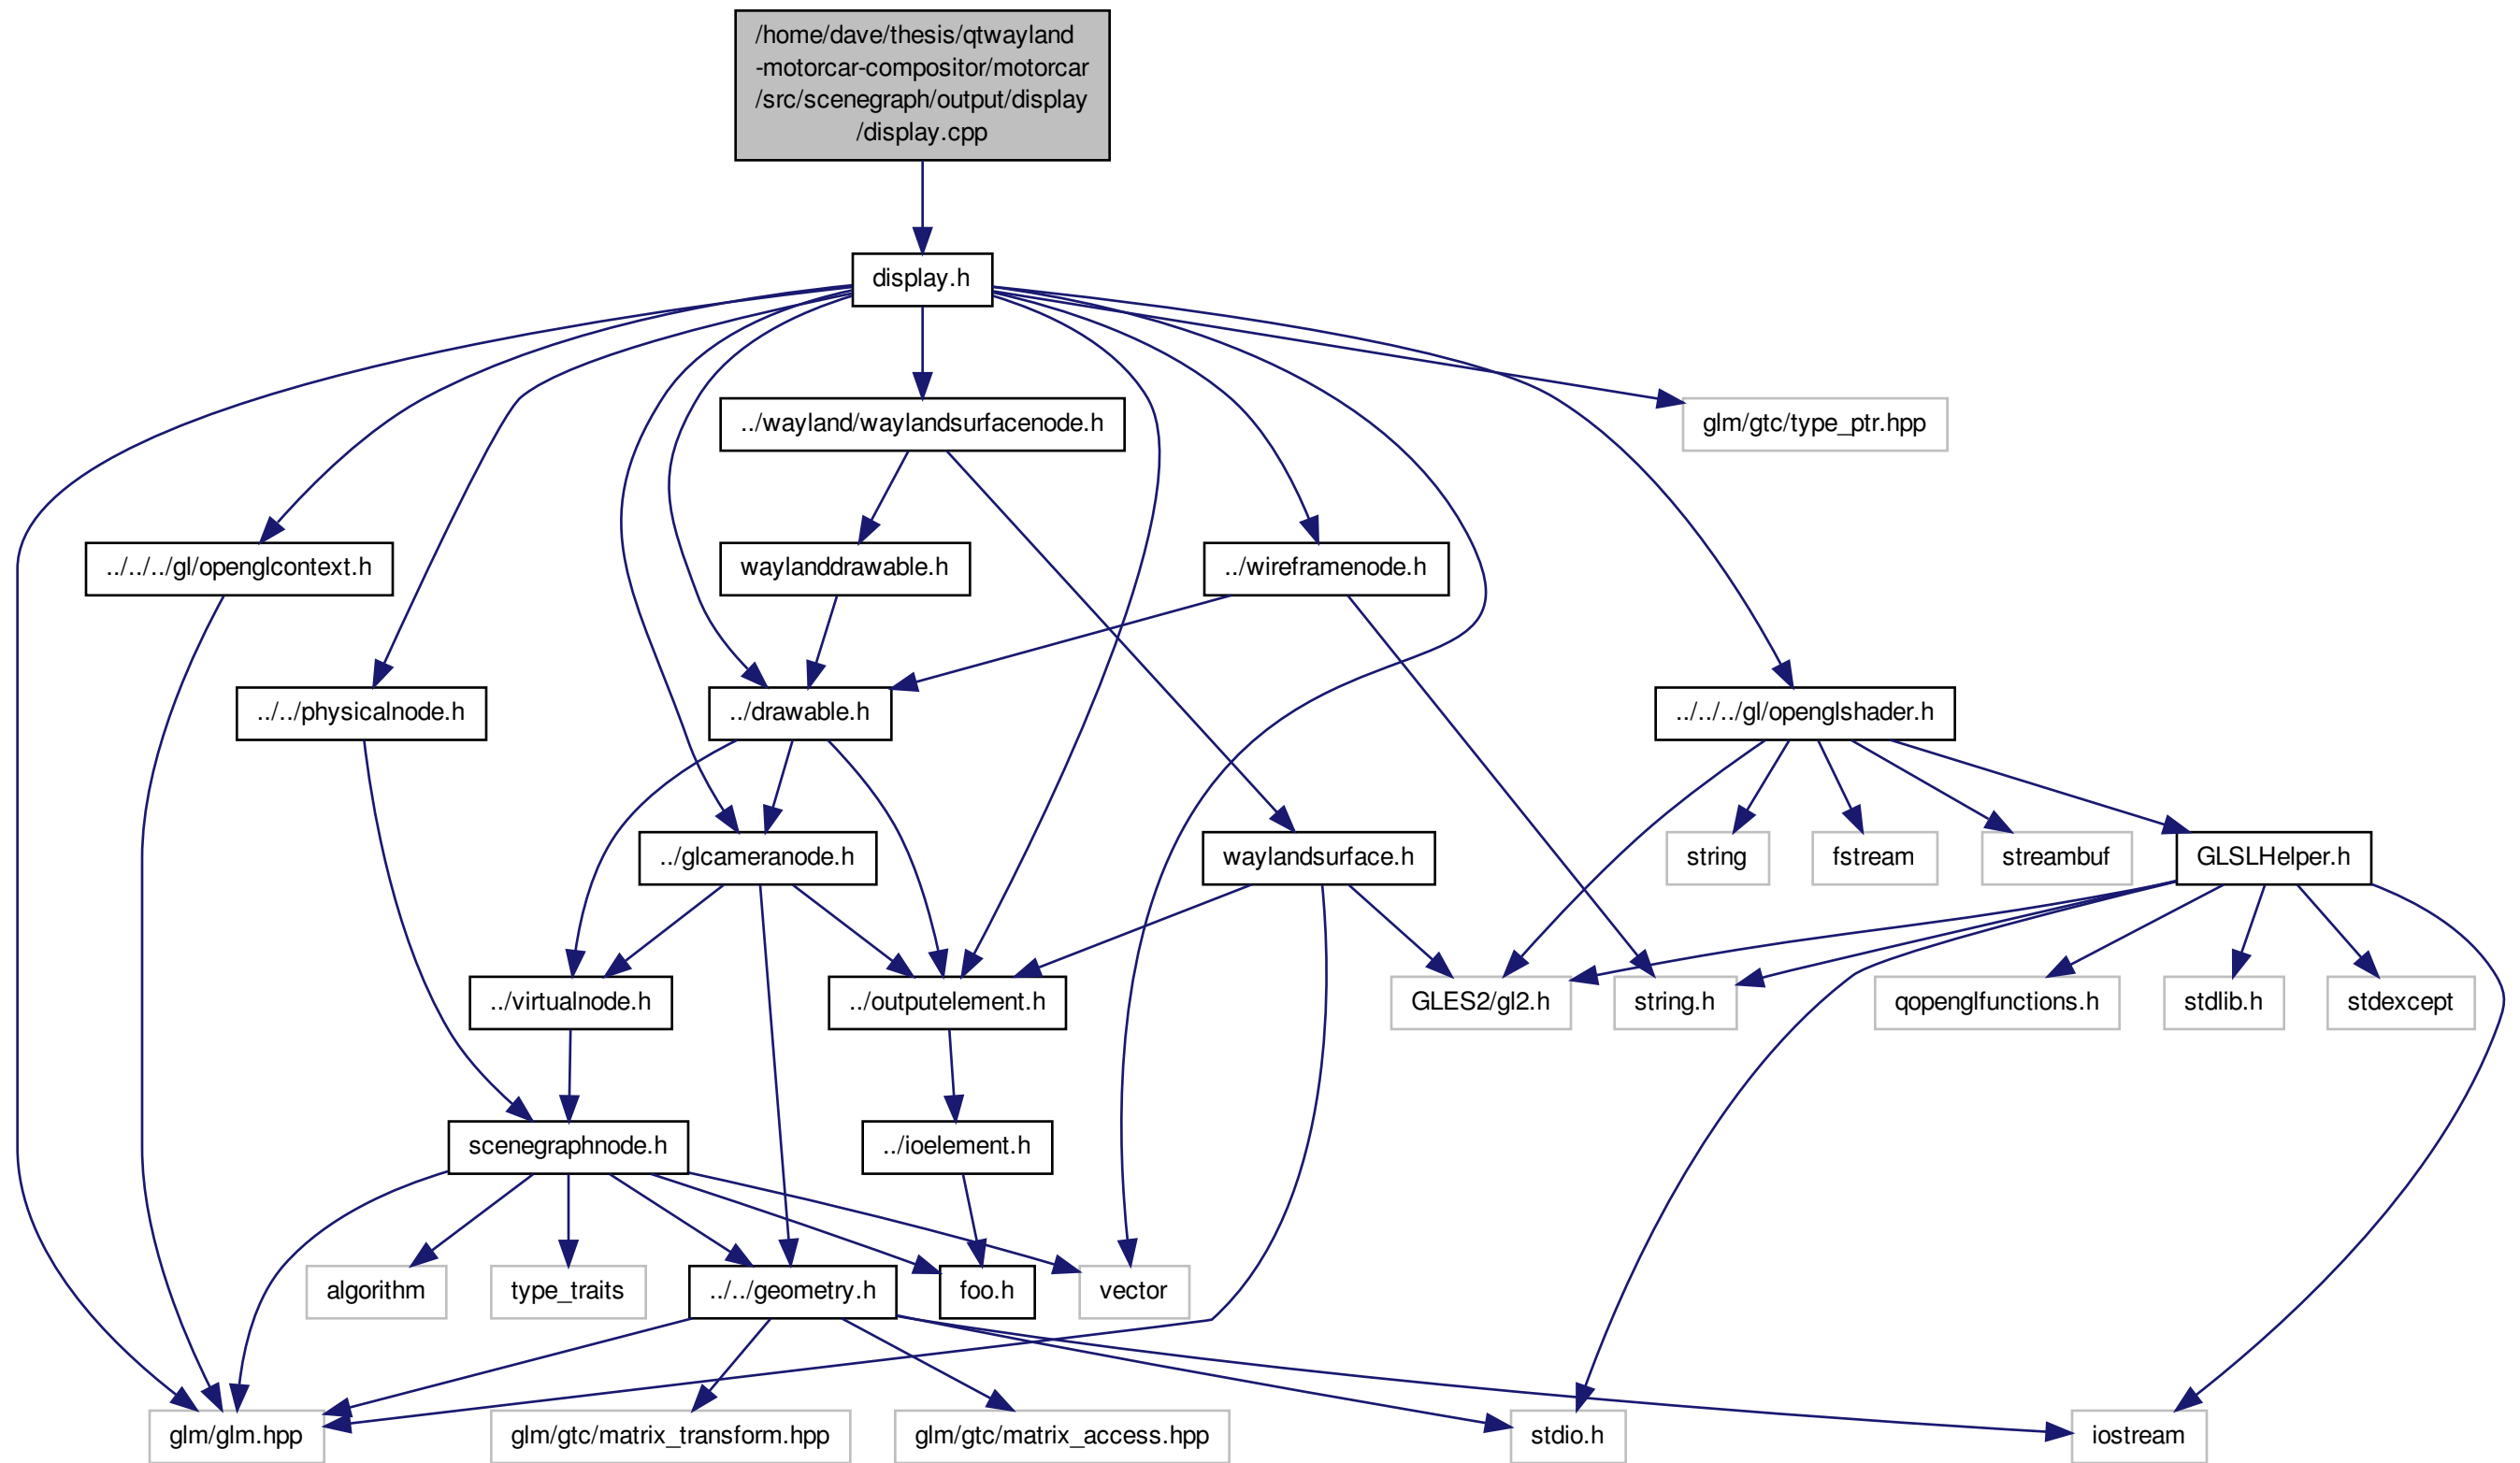 /home/dave/thesis/qtwayland
-motorcar-compositor/motorcar
/src/scenegraph/output/display
/display.cpp
display.h
../wayland/waylandsurfacenode.h
glm/gtc/type_ptr.hpp
../../../gl/openglcontext.h
waylanddrawable.h
../wireframenode.h
../../physicalnode.h
../drawable.h
../../../gl/openglshader.h
../glcameranode.h
waylandsurface.h
string
fstream
streambuf
GLSLHelper.h
../virtualnode.h
../outputelement.h
GLES2/gl2.h
string.h
qopenglfunctions.h
stdlib.h
stdexcept
scenegraphnode.h
../ioelement.h
algorithm
type_traits
../../geometry.h
foo.h
vector
glm/glm.hpp
glm/gtc/matrix_transform.hpp
glm/gtc/matrix_access.hpp
stdio.h
iostream